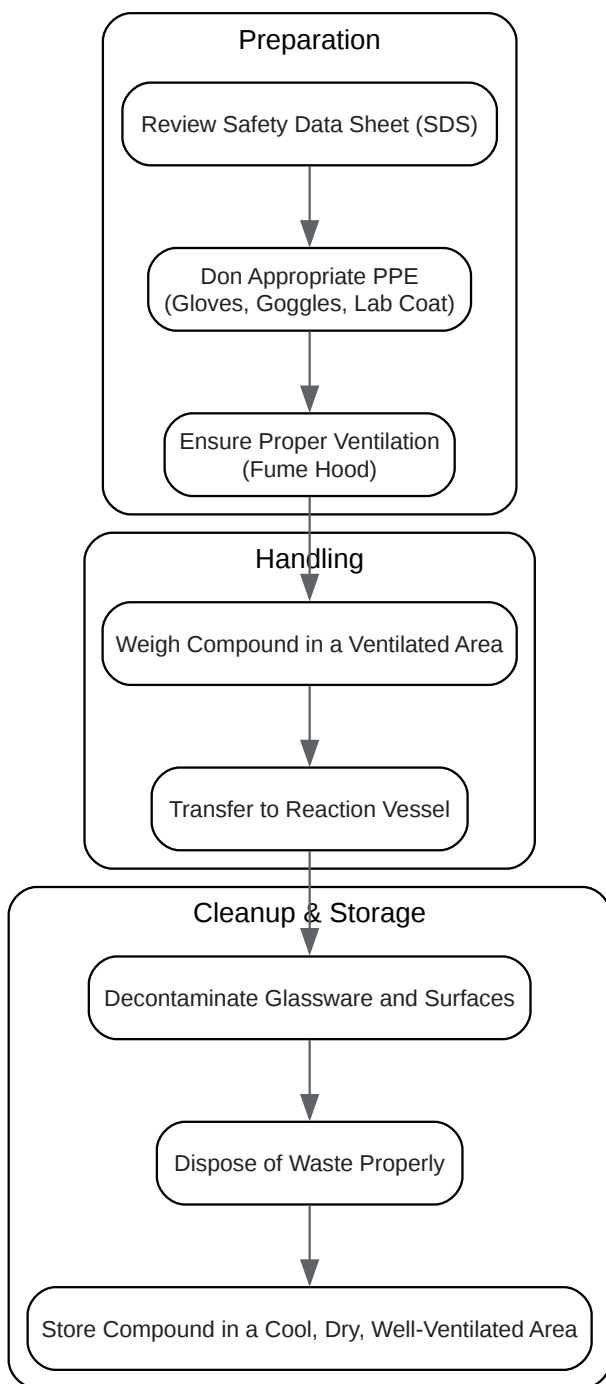 Preparation
Review Safety Data Sheet (SDS)
Don Appropriate PPE
(Gloves, Goggles, Lab Coat)
Ensure Proper Ventilation
(Fume Hood)
Handling
Weigh Compound in a Ventilated Area
Transfer to Reaction Vessel
Cleanup & Storage
Decontaminate Glassware and Surfaces
Dispose of Waste Properly
Store Compound in a Cool, Dry, Well-Ventilated Area